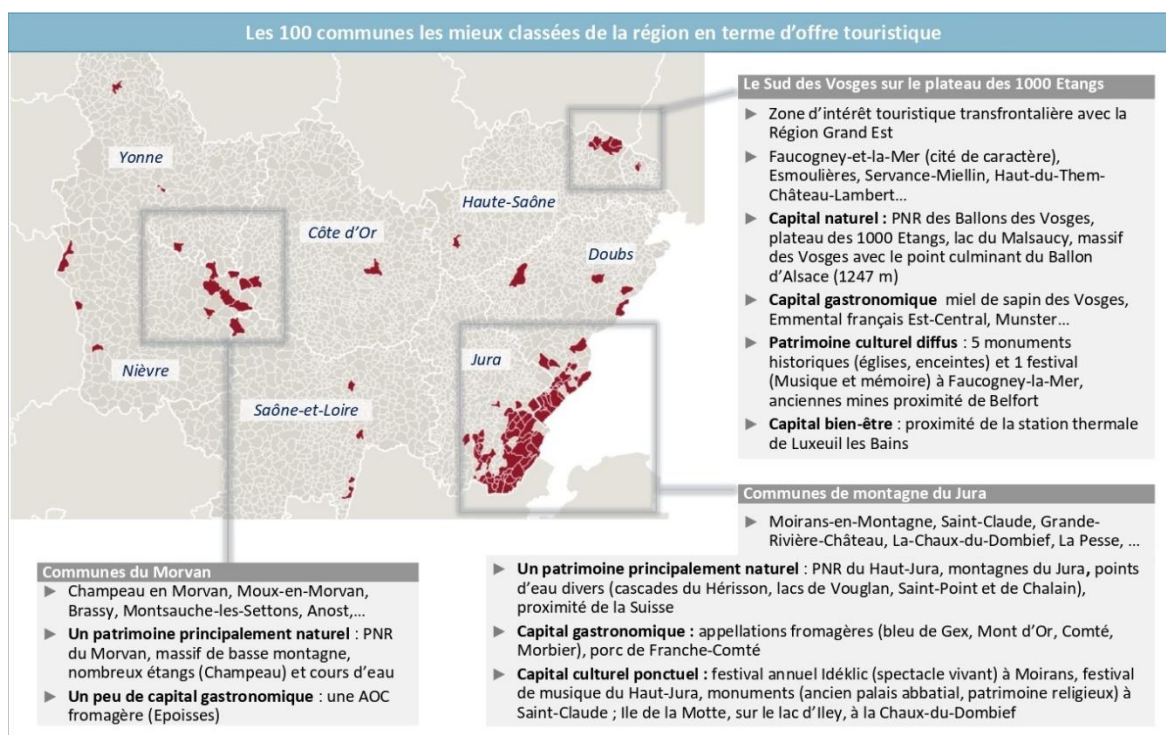 Les 100 communes les mieux classées de la région en terme d'offre touristique
Yonne
Côte d'Or
Haute-Saône
Doubs
Nièvre
Saône-et-Loire
Jura
Le Sud des Vosges sur le plateau des 1000 Etangs
► Zone d'intérêt touristique transfrontalière avec la
Région Grand Est
► Faucogney-et-la-Mer (cité de caractère),
Esmoulières, Servance-Miellin, Haut-du-Them-
Château-Lambert…
► Capital naturel : PNR des Ballons des Vosges,
plateau des 1000 Etangs, lac du Malsaucy, massif
des Vosges avec le point culminant du Ballon
d'Alsace (1247 m)
► Capital gastronomique miel de sapin des Vosges,
Emmental français Est-Central, Munster…
► Patrimoine culturel diffus : 5 monuments
historiques (églises, enceintes) et 1 festival
(Musique et mémoire) à Faucogney-la-Mer,
anciennes mines proximité de Belfort
► Capital bien-être : proximité de la station thermale
de Luxeuil les Bains
Communes de montagne du Jura
► Moirans-en-Montagne, Saint-Claude, Grande-
Rivière-Château, La-Chaux-du-Dombief, La Pesse, …
► Un patrimoine principalement naturel : PNR du Haut-Jura, montagnes du Jura, points
d'eau divers (cascades du Hérisson, lacs de Vouglan, Saint-Point et de Chalain),
proximité de la Suisse
► Capital gastronomique : appellations fromagères (bleu de Gex, Mont d'Or, Comté,
Morbier), porc de Franche-Comté
► Capital culturel ponctuel : festival annuel Idéklic (spectacle vivant) à Moirans, festival
de musique du Haut-Jura, monuments (ancien palais abbatial, patrimoine religieux) à
Saint-Claude ; Ile de la Motte, sur le lac d'Iley, à la Chaux-du-Dombief
Communes du Morvan
► Champeau en Morvan, Moux-en-Morvan,
Brassy, Montsauche-les-Settons, Anost,…
► Un patrimoine principalement naturel : PNR
du Morvan, massif de basse montagne,
nombreux étangs (Champeau) et cours d'eau
► Un peu de capital gastronomique : une AOC
fromagère (Epoisses)